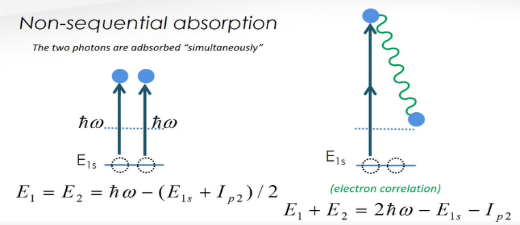 Non-sequential absorption
The two photons are adbsorbed "simultaneously"
ħω ħω
E₁ₛ
E₁ = E₂ = ħω − (E₁ₛ + Iₚ₂) / 2
E₁ₛ
(electron correlation)
E₁ + E₂ = 2ħω − E₁ₛ − Iₚ₂